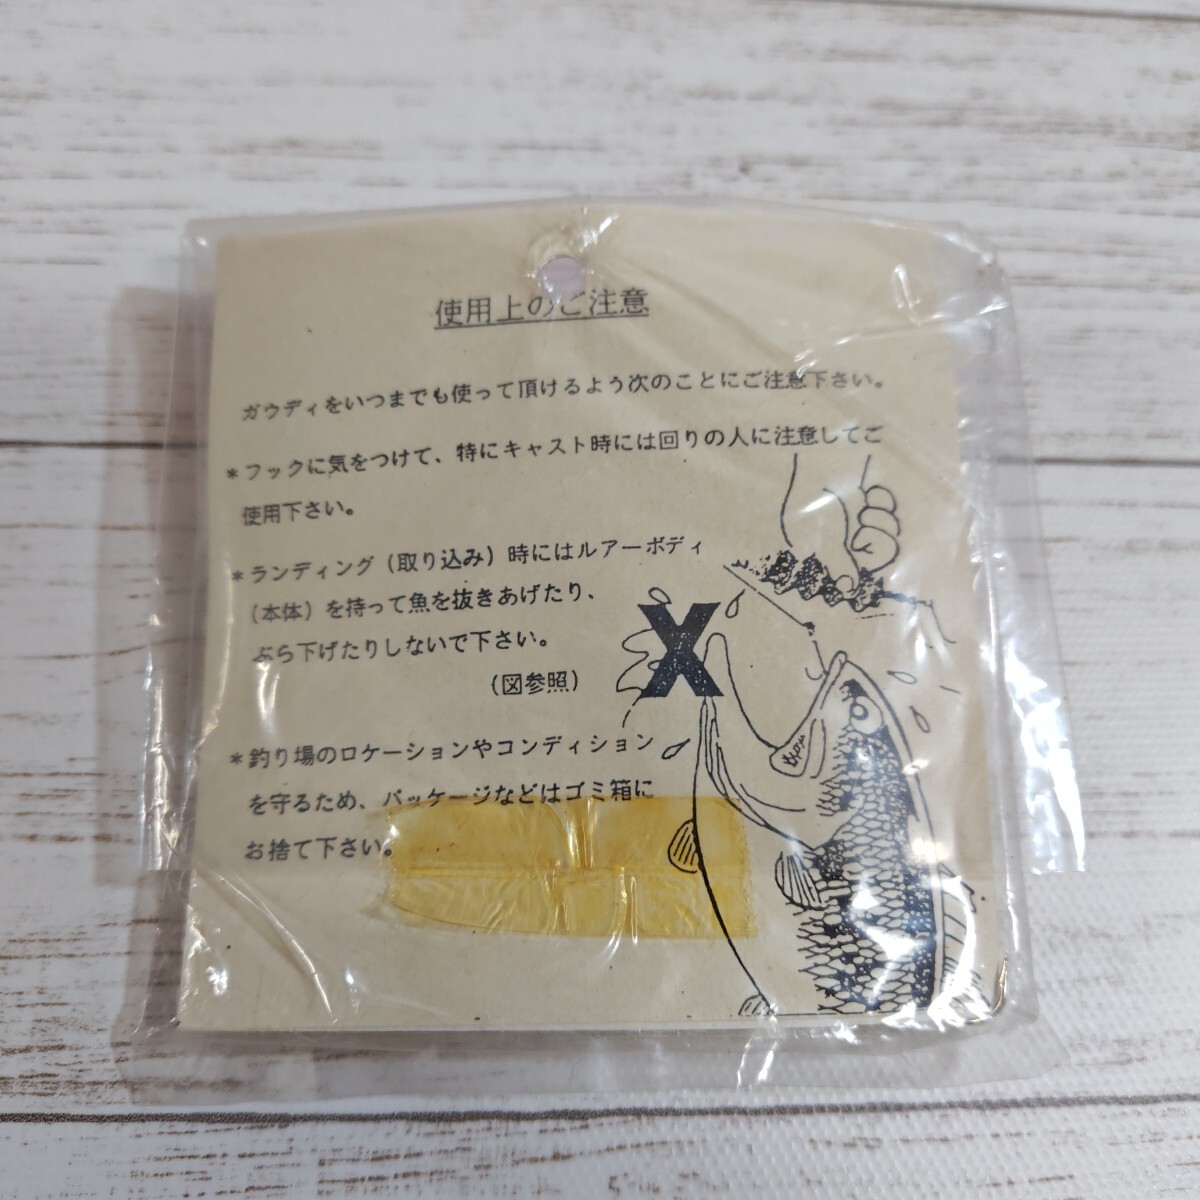 使用上のご注意
ガウディをいつまでも使って頂けるよう次のことにご注意下さい。
*フックに気をつけて、特にキャスト時には回りの人に注意してご
使用下さい。
*ランディング(取り込み)時にはルアーボディ
(本体)を持って魚を抜きあげたり、
ぶら下げたりしないで下さい。
(図参照)
X
*釣り場のロケーションやコンディション
を守るため、パッケージなどはゴミ箱に
お捨て下さい。